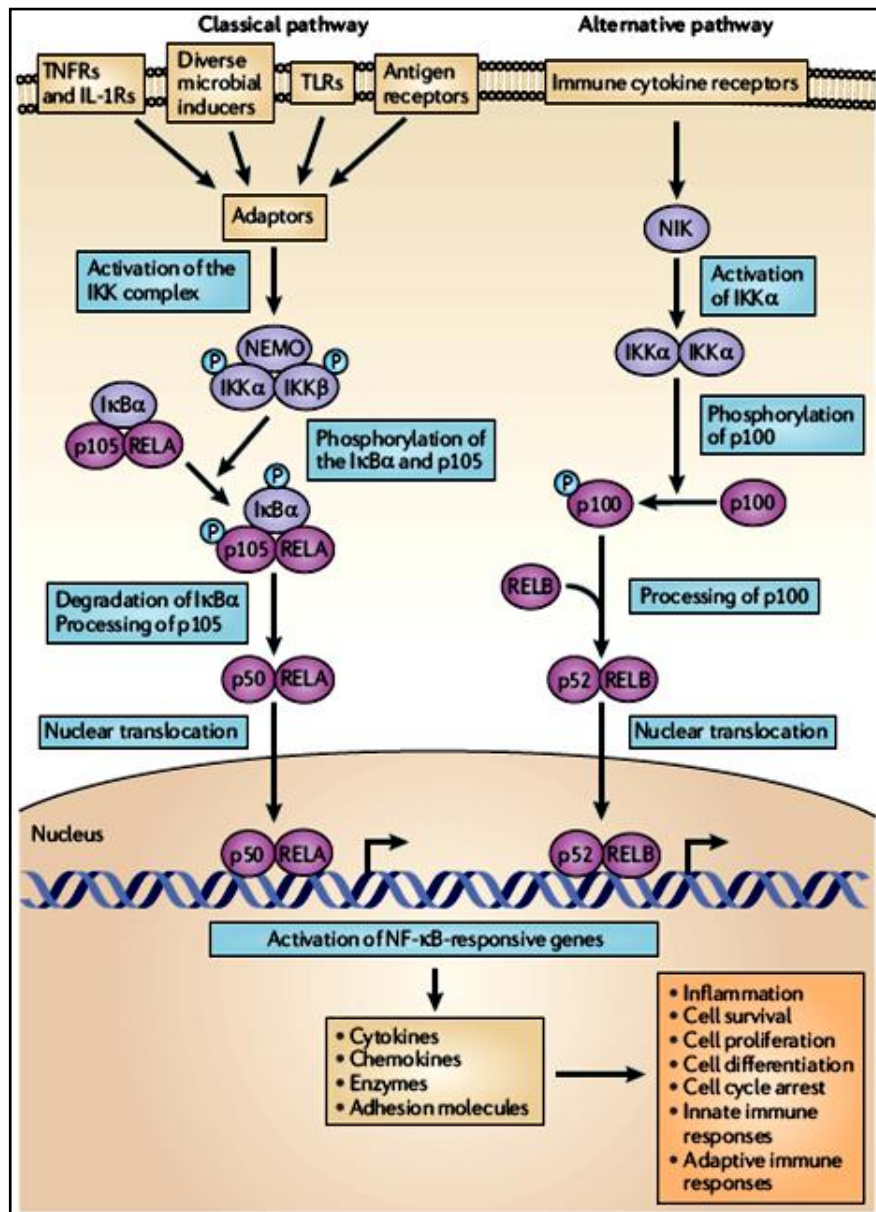 Classical pathway
Alternative pathway
TNFRs
and IL-1Rs
Diverse
microbial
inducers
TLRs
Antigen
receptors
Immune cytokine receptors
Adaptors
NIK
Activation of the
IKK complex
Activation
of IKKα
P
NEMO
P
IKKα
IKKβ
IKKα
IKKα
IκBα
p105
RELA
Phosphorylation of
the IκBα and p105
Phosphorylation
of p100
P
IκBα
P
p105
RELA
P
p100
p100
Degradation of IκBα
Processing of p105
RELB
Processing of p100
p50
RELA
p52
RELB
Nuclear translocation
Nuclear translocation
Nucleus
p50
RELA
p52
RELB
Activation of NF-κB-responsive genes
• Cytokines
• Chemokines
• Enzymes
• Adhesion molecules
• Inflammation
• Cell survival
• Cell proliferation
• Cell differentiation
• Cell cycle arrest
• Innate immune
responses
• Adaptive immune
responses